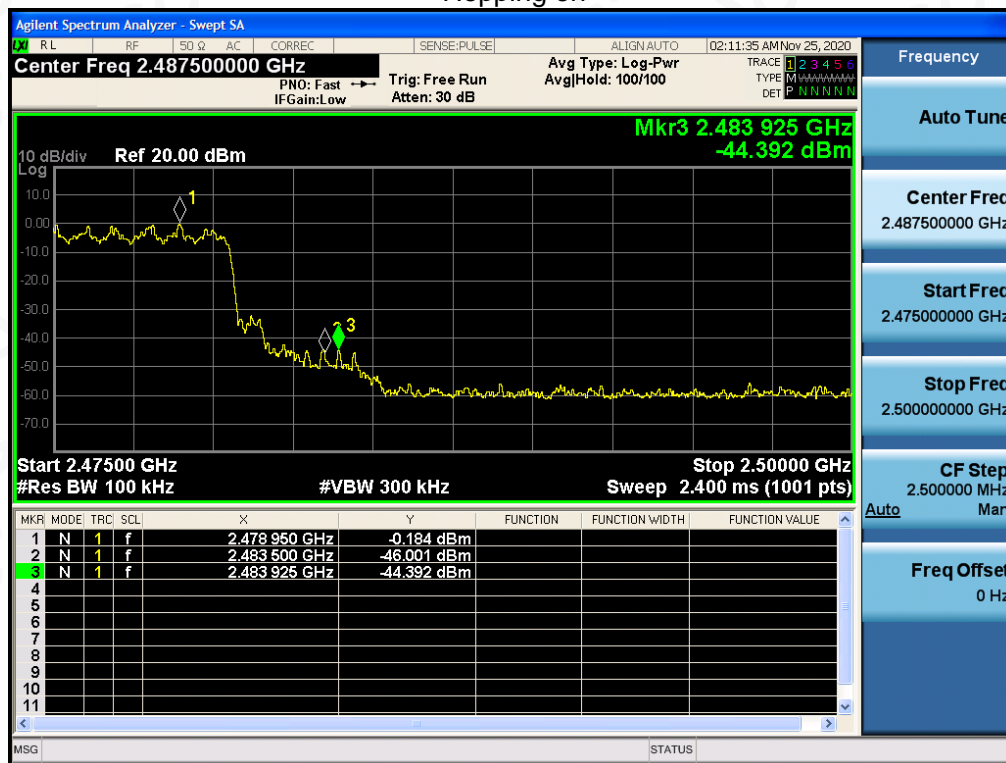 Hopping on
Agilent Spectrum Analyzer - Swept SA
LXI RL RF 50 Ω AC CORREC SENSE:PULSE ALIGN AUTO 02:11:35 AM Nov 25, 2020
Center Freq 2.487500000 GHz Avg Type: Log-Pwr TRACE 1 2 3 4 5 6
PNO: Fast Trig: Free Run Avg|Hold: 100/100 TYPE M
IFGain:Low Atten: 30 dB DET P N N N N N
Mkr3 2.483 925 GHz
-44.392 dBm
10 dB/div Ref 20.00 dBm
Log
10.0
0.00
-10.0
-20.0
-30.0
-40.0
-50.0
-60.0
-70.0
1
3
Start 2.47500 GHz Stop 2.50000 GHz
#Res BW 100 kHz #VBW 300 kHz Sweep 2.400 ms (1001 pts)
MKR MODE TRC SCL X Y FUNCTION FUNCTION WIDTH FUNCTION VALUE
1 N 1 f 2.478 950 GHz -0.184 dBm
2 N 1 f 2.483 500 GHz -46.001 dBm
3 N 1 f 2.483 925 GHz -44.392 dBm
4
5
6
7
8
9
10
11
MSG STATUS
Frequency
Auto Tune
Center Freq
2.487500000 GHz
Start Freq
2.475000000 GHz
Stop Freq
2.500000000 GHz
CF Step
2.500000 MHz
Auto Man
Freq Offset
0 Hz